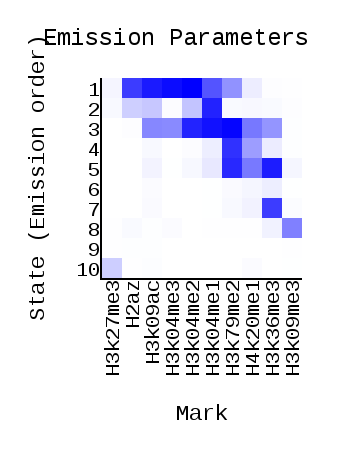 Emission Parameters
State (Emission order)
1
2
3
4
5
6
7
8
9
10
H3k27me3
H2az
H3k09ac
H3k04me3
H3k04me2
H3k04me1
H3k79me2
H4k20me1
H3k36me3
H3k09me3
Mark